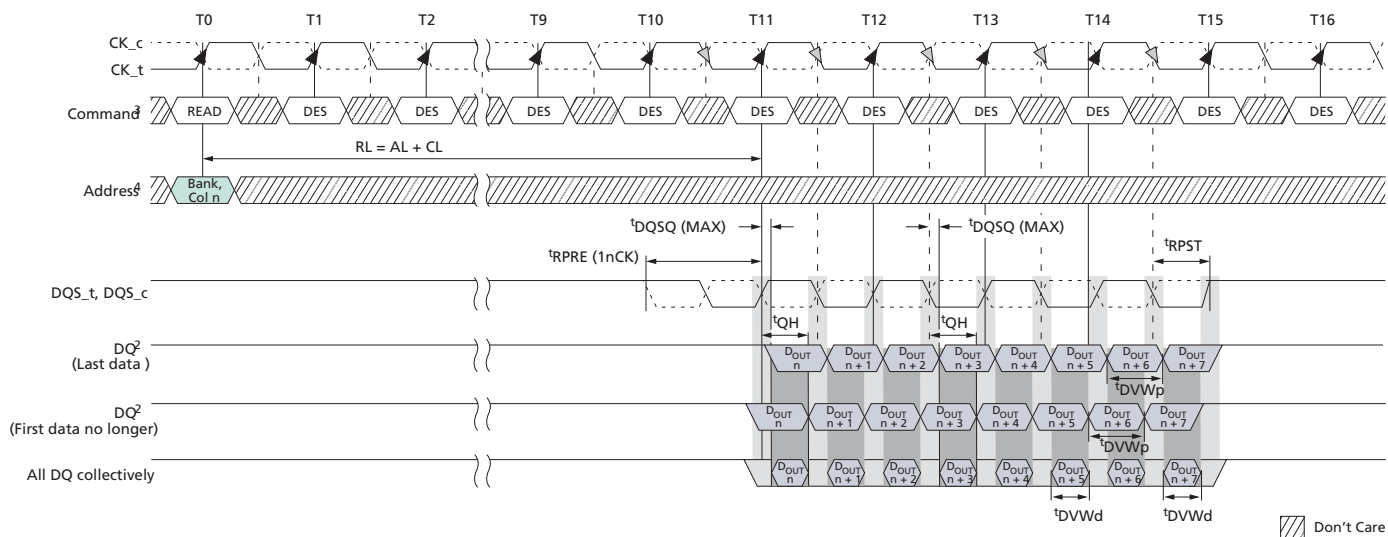 T0 T1 T2 T9 T10 T11 T12 T13 T14 T15 T16
CK_c
CK_t
Command3 READ DES DES DES DES DES DES DES DES DES DES
RL = AL + CL
Address4 Bank,
Col n
tDQSQ (MAX) tDQSQ (MAX)
tRPRE (1nCK) tRPST
DQS_t, DQS_c
tQH tQH
DQ2
(Last data )
DOUT n DOUT n + 1 DOUT n + 2 DOUT n + 3 DOUT n + 4 DOUT n + 5 DOUT n + 6 DOUT n + 7
tDVWp
DQ2
(First data no longer)
DOUT n DOUT n + 1 DOUT n + 2 DOUT n + 3 DOUT n + 4 DOUT n + 5 DOUT n + 6 DOUT n + 7
tDVWp
All DQ collectively
DOUT n DOUT n + 1 DOUT n + 2 DOUT n + 3 DOUT n + 4 DOUT n + 5 DOUT n + 6 DOUT n + 7
tDVWd tDVWd
Don't Care